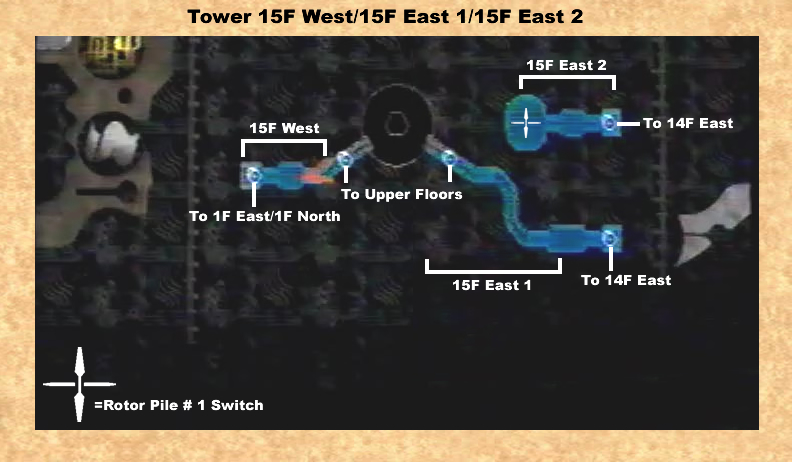 Tower 15F West/15F East 1/15F East 2
15F East 2
15F West
To 14F East
To Upper Floors
To 1F East/1F North
15F East 1
To 14F East
=Rotor Pile # 1 Switch